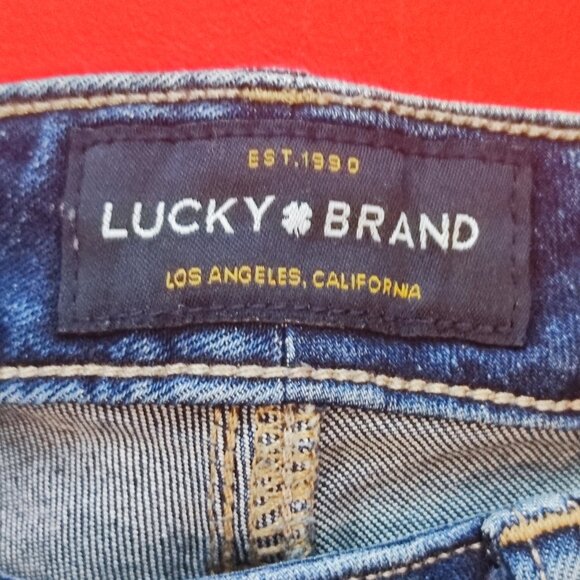 EST.1990
LUCKY BRAND
LOS ANGELES, CALIFORNIA